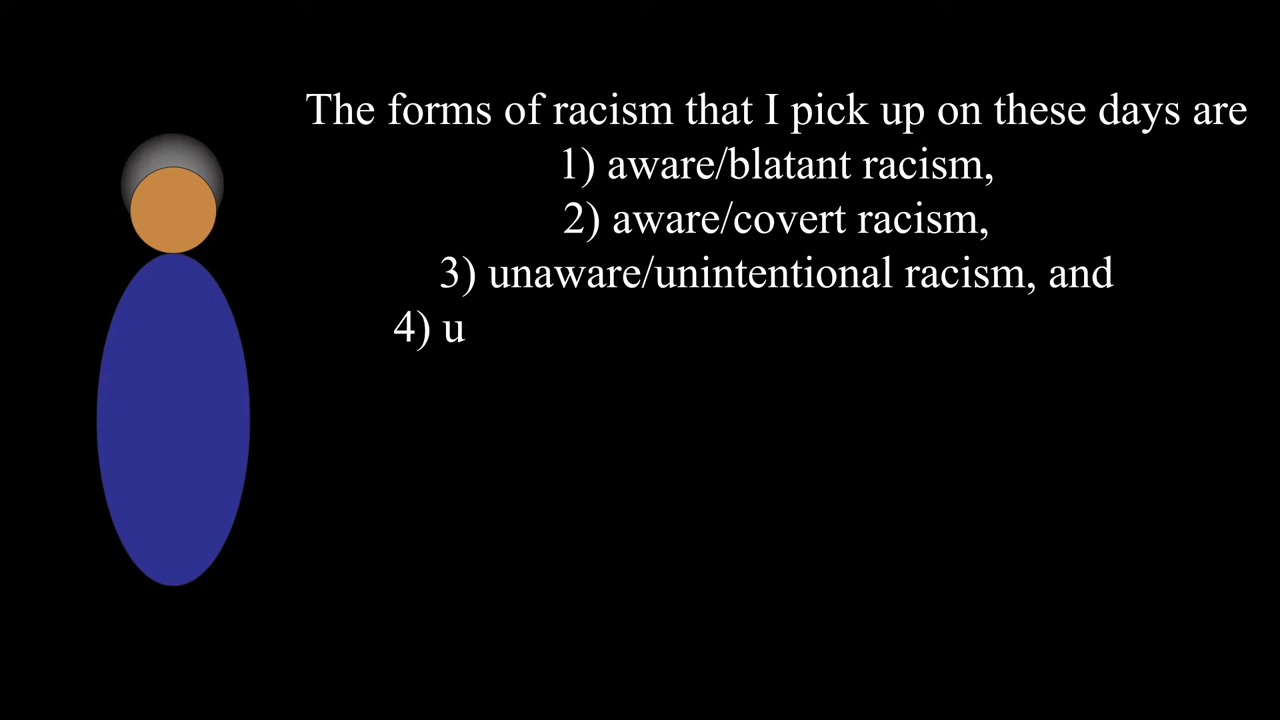 The forms of racism that I pick up on these days are
1) aware/blatant racism,
2) aware/covert racism,
3) unaware/unintentional racism, and
4) u